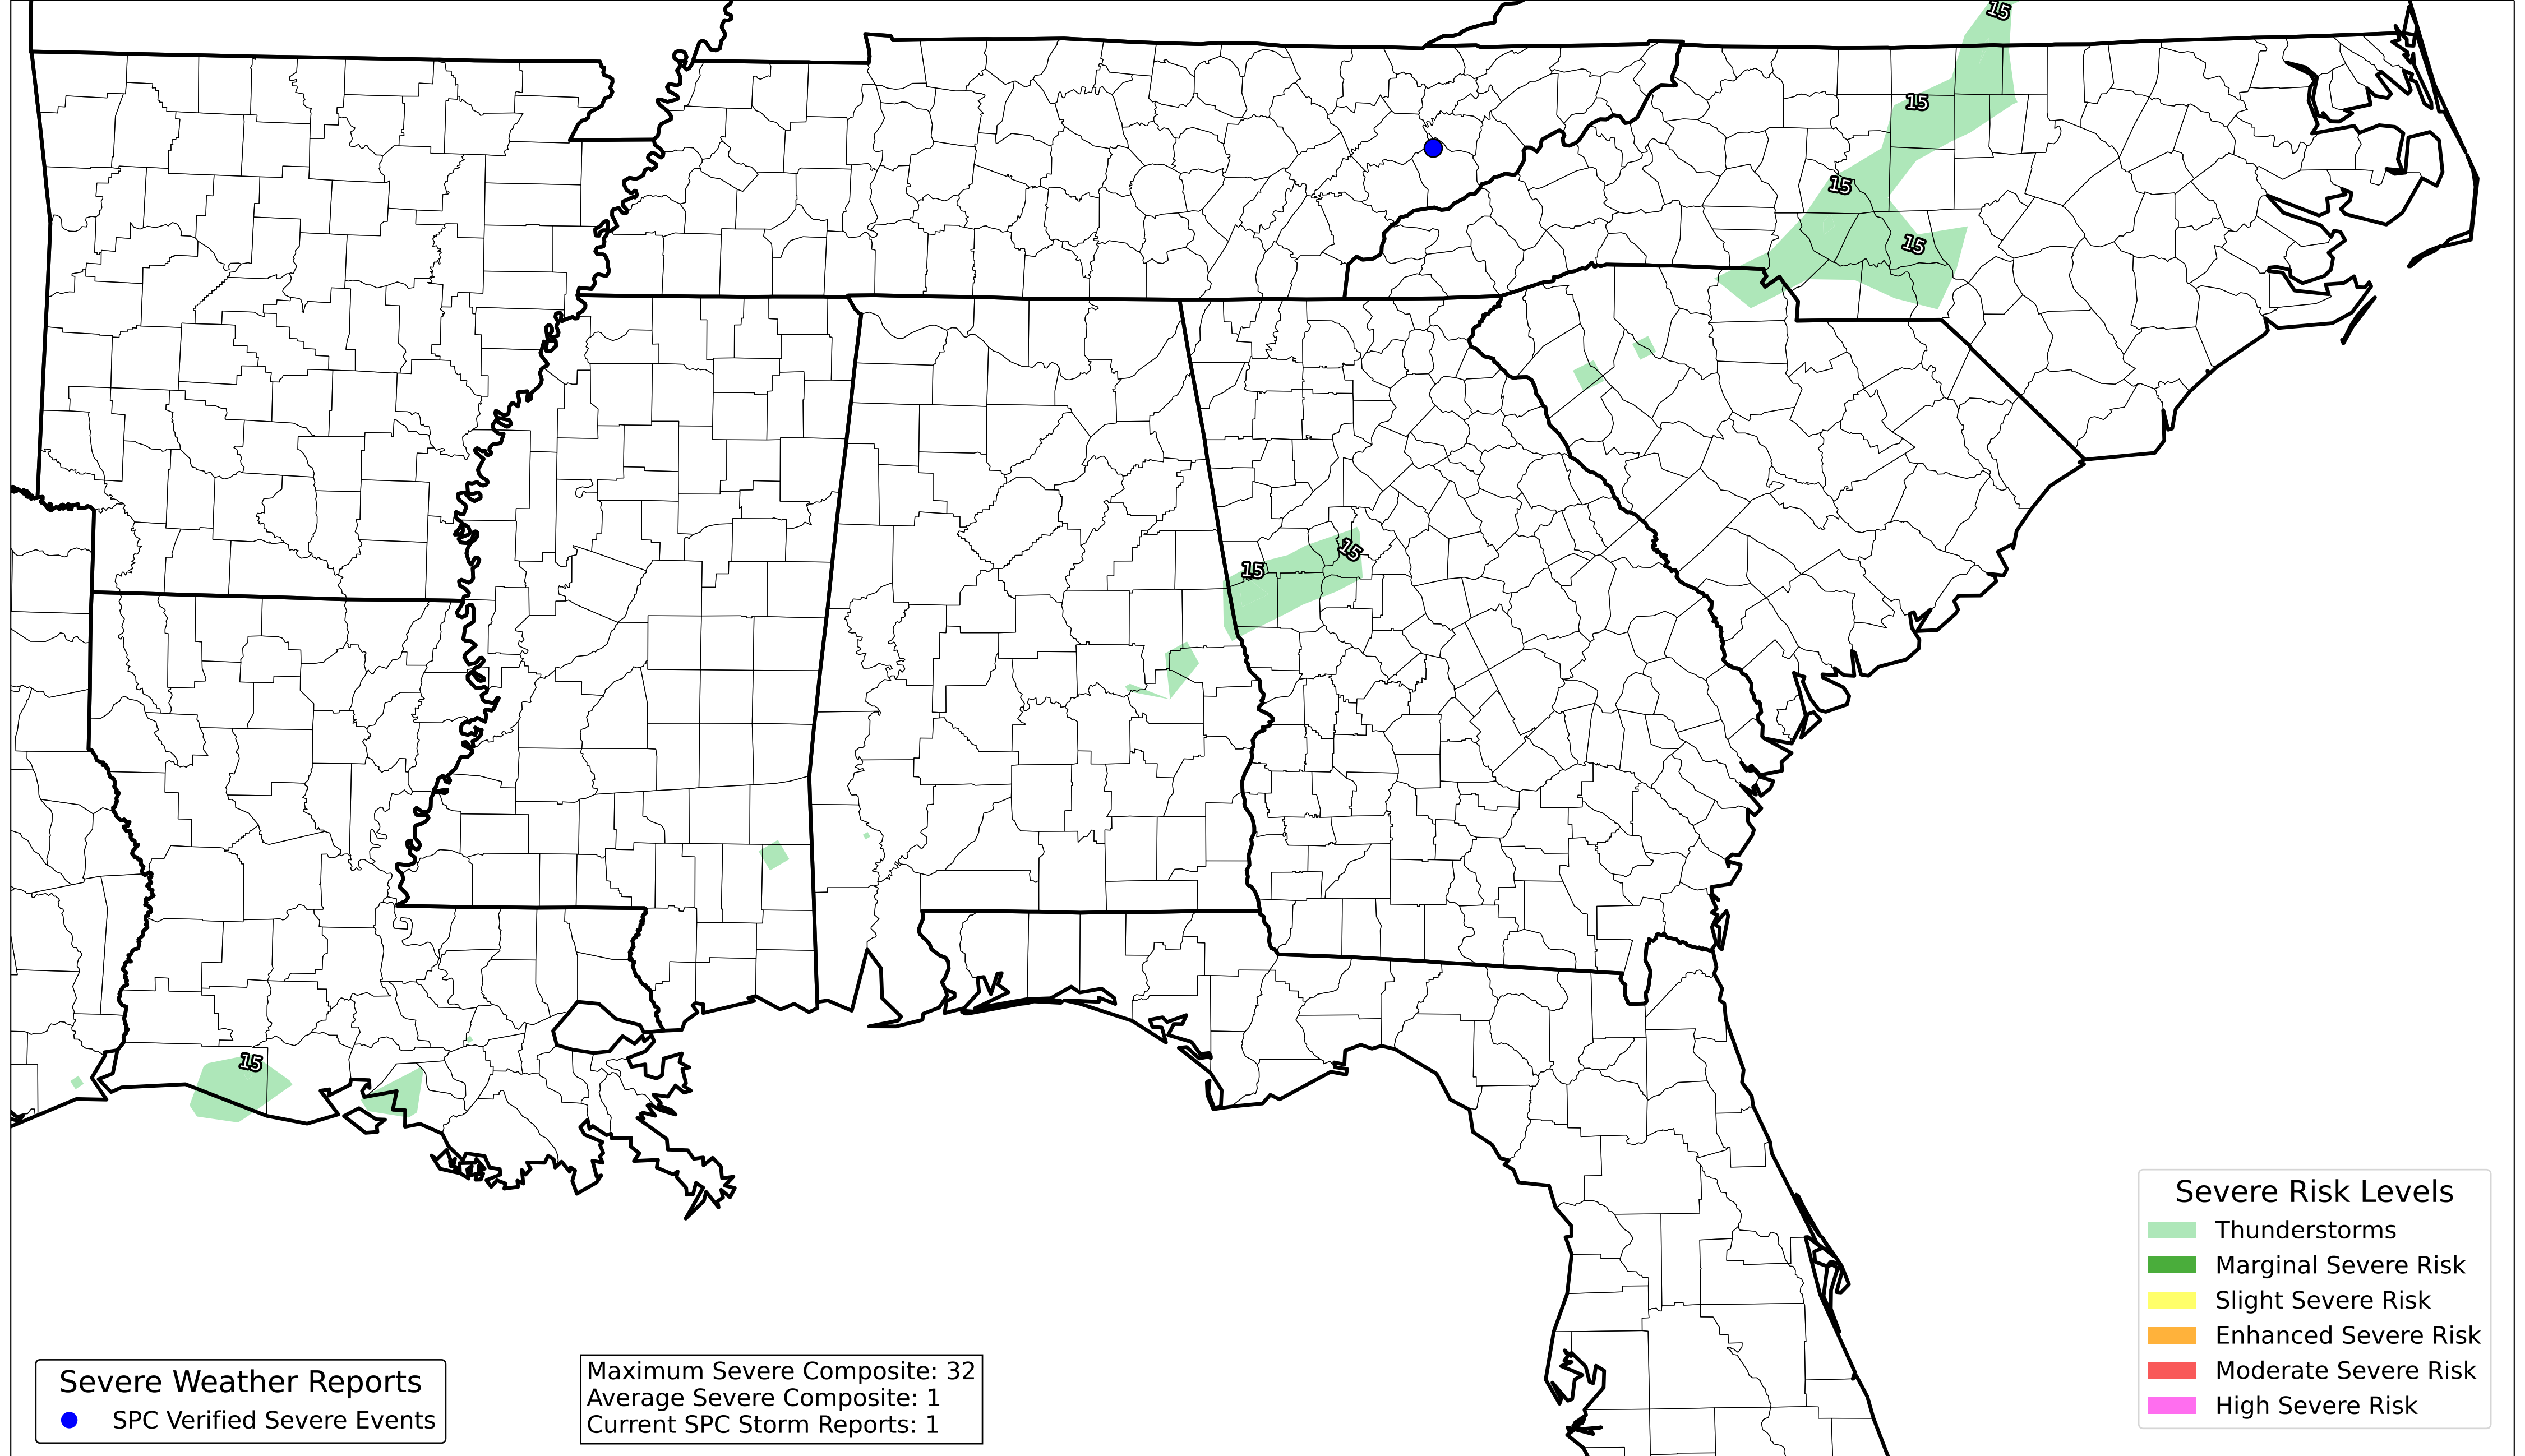 15
15
15
15
15
15
15
Severe Weather Reports
SPC Verified Severe Events
Maximum Severe Composite: 32
Average Severe Composite: 1
Current SPC Storm Reports: 1
Severe Risk Levels
Thunderstorms
Marginal Severe Risk
Slight Severe Risk
Enhanced Severe Risk
Moderate Severe Risk
High Severe Risk